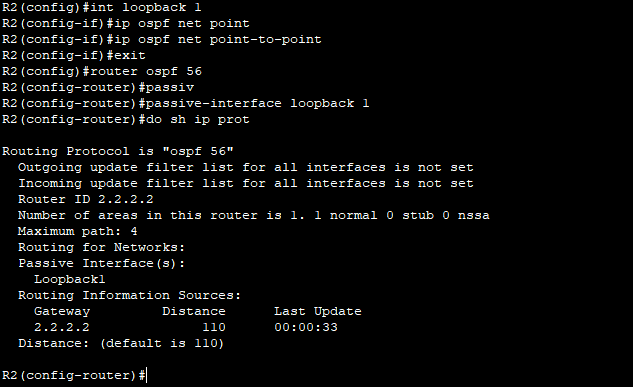 R2(config)#int loopback 1
R2(config-if)#ip ospf net point
R2(config-if)#ip ospf net point-to-point
R2(config-if)#exit
R2(config)#router ospf 56
R2(config-router)#passiv
R2(config-router)#passive-interface loopback 1
R2(config-router)#do sh ip prot
Routing Protocol is "ospf 56"
Outgoing update filter list for all interfaces is not set
Incoming update filter list for all interfaces is not set
Router ID 2.2.2.2
Number of areas in this router is 1. 1 normal 0 stub 0 nssa
Maximum path: 4
Routing for Networks:
Passive Interface(s):
Loopback1
Routing Information Sources:
Gateway Distance Last Update
2.2.2.2 110 00:00:33
Distance: (default is 110)
R2(config-router)#